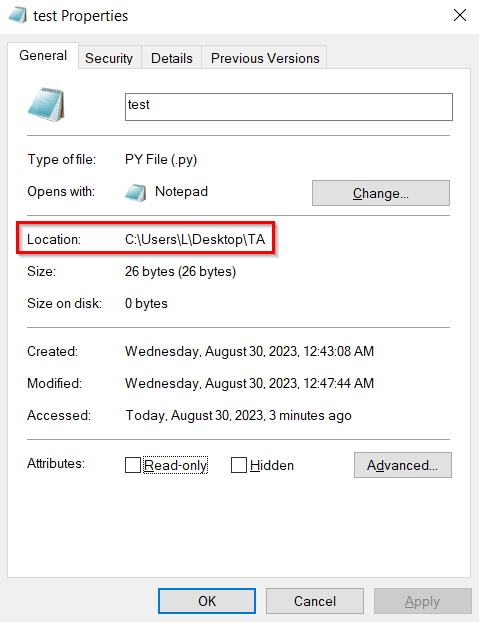 test Properties
General Security Details Previous Versions
test
Type of file: PY File (.py)
Opens with: Notepad Change...
Location: C:\Users\L\Desktop\TA
Size: 26 bytes (26 bytes)
Size on disk: 0 bytes
Created: Wednesday, August 30, 2023, 12:43:08 AM
Modified: Wednesday, August 30, 2023, 12:47:44 AM
Accessed: Today, August 30, 2023, 3 minutes ago
Attributes: Read-only Hidden Advanced...
OK Cancel Apply